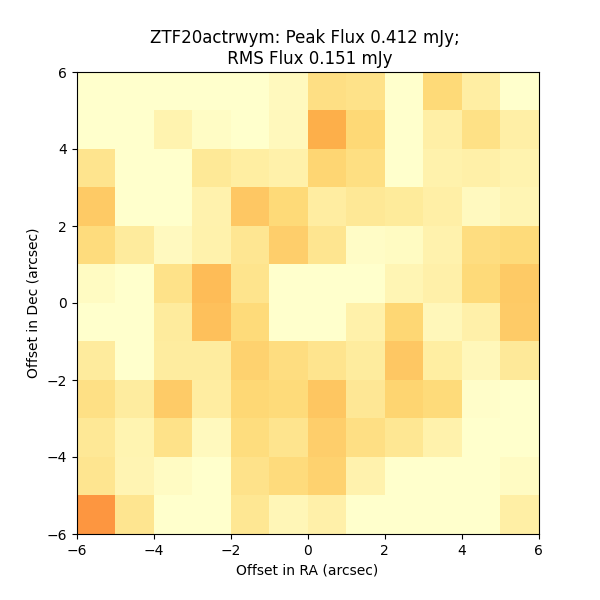 ZTF20actrwym: Peak Flux 0.412 mJy;
RMS Flux 0.151 mJy
6
4
2
0
−2
−4
−6
Offset in Dec (arcsec)
−6 −4 −2 0 2 4 6
Offset in RA (arcsec)